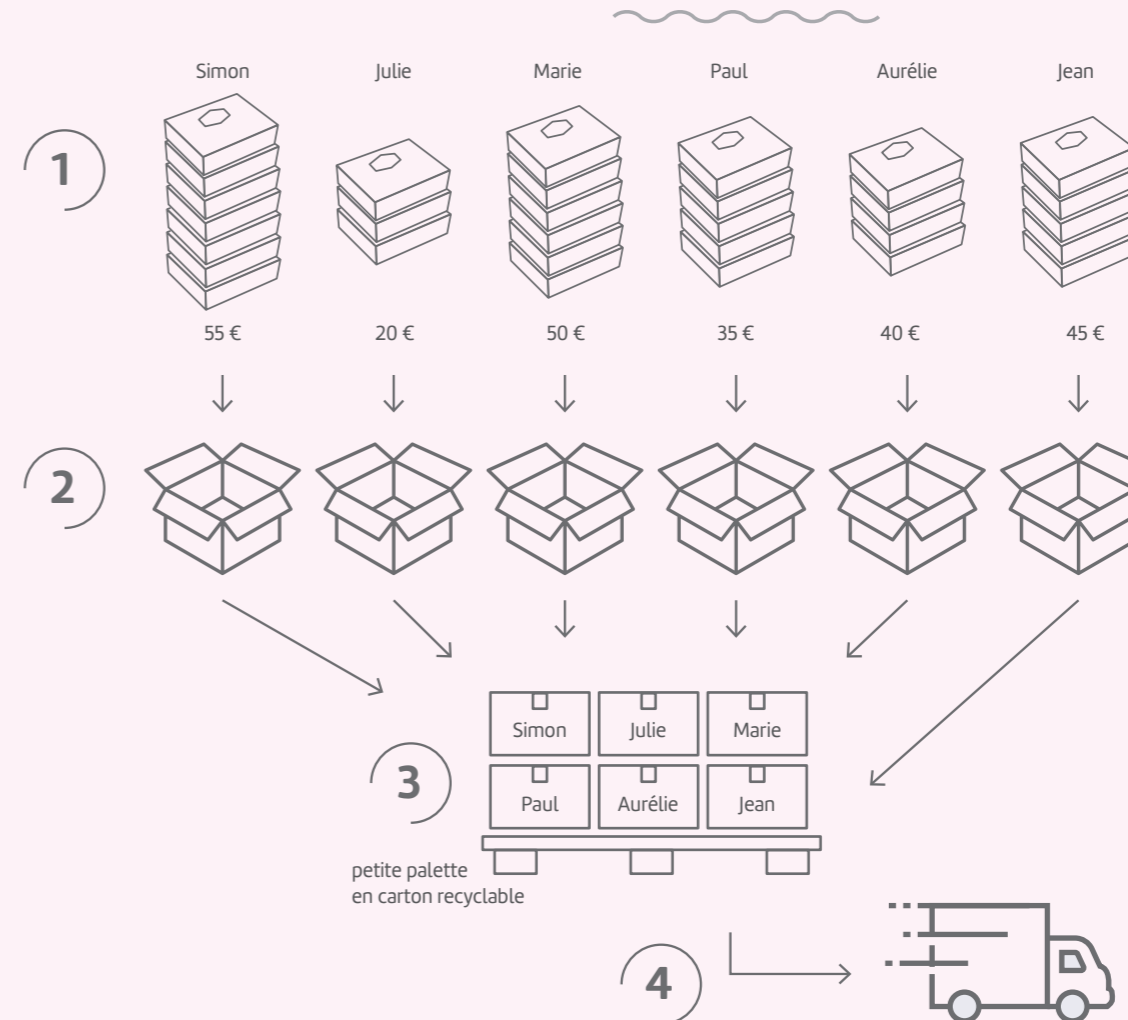 Simon Julie Marie Paul Aurélie Jean
1
55 € 20 € 50 € 35 € 40 € 45 €
2
Simon Julie Marie
3
Paul Aurélie Jean
petite palette
en carton recyclable
4